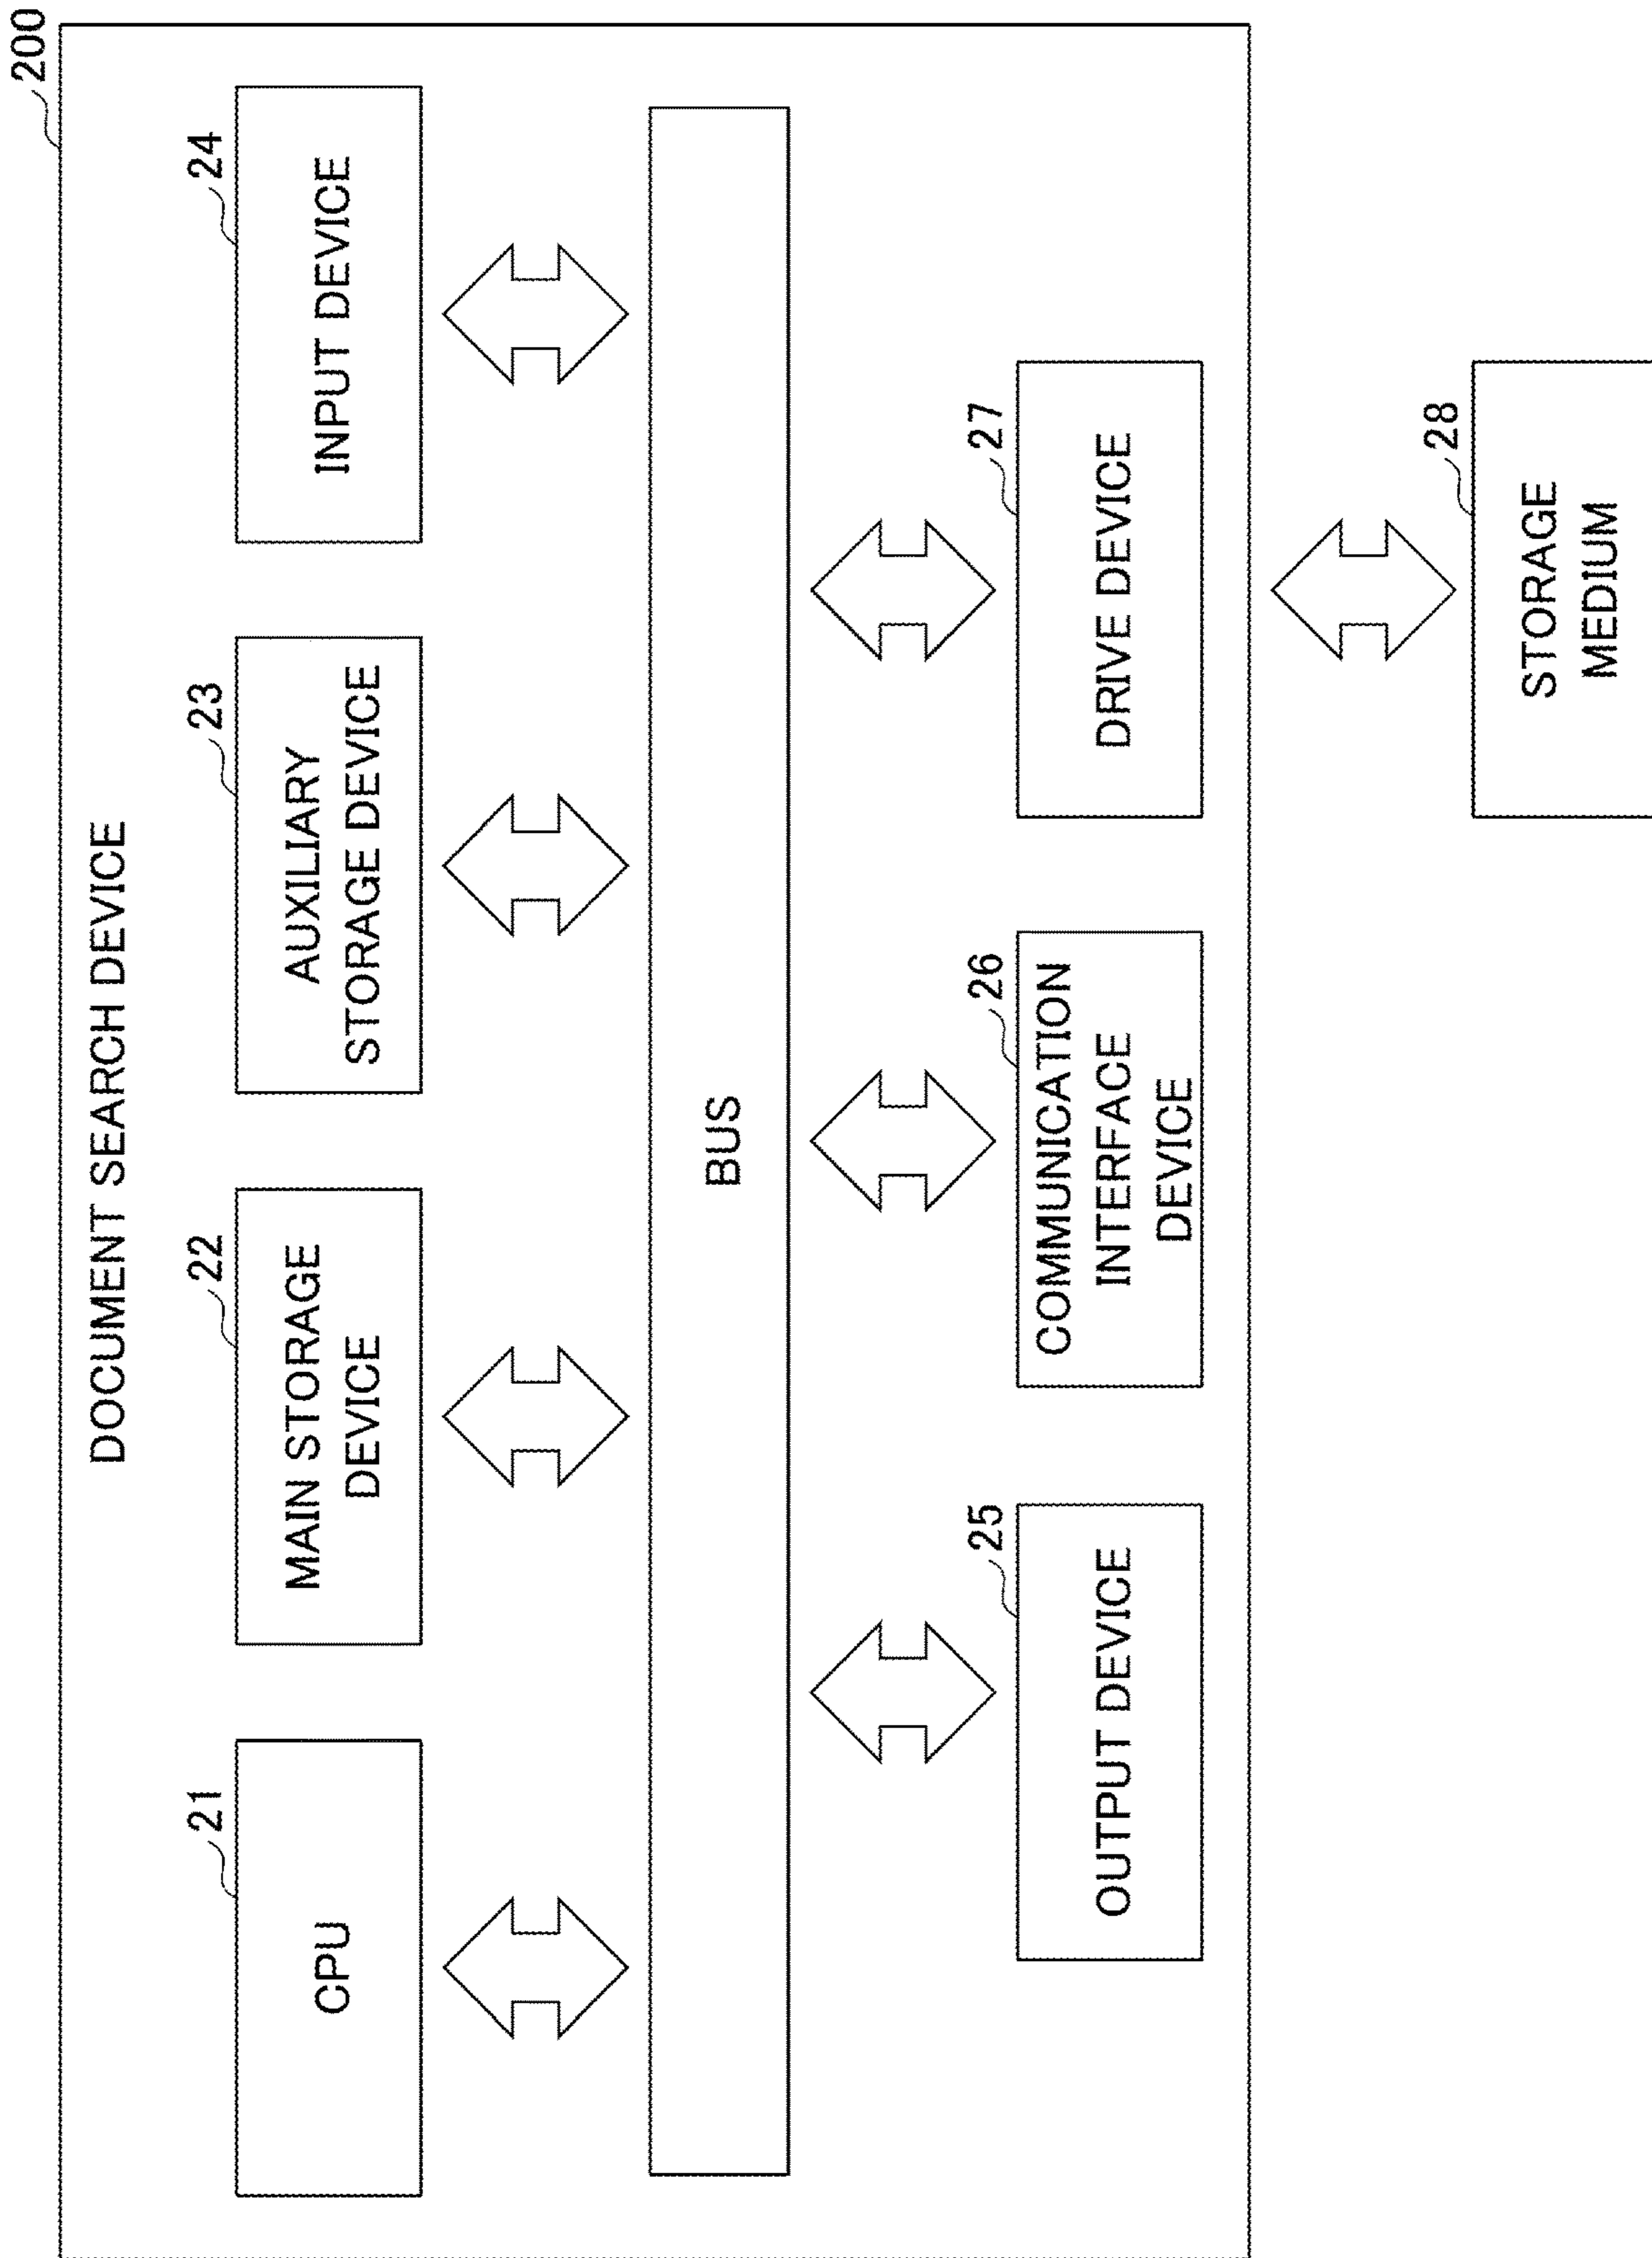 200
DOCUMENT SEARCH DEVICE
21
CPU
22
MAIN STORAGE
DEVICE
23
AUXILIARY
STORAGE DEVICE
24
INPUT DEVICE
BUS
25
OUTPUT DEVICE
26
COMMUNICATION
INTERFACE
DEVICE
27
DRIVE DEVICE
28
STORAGE
MEDIUM